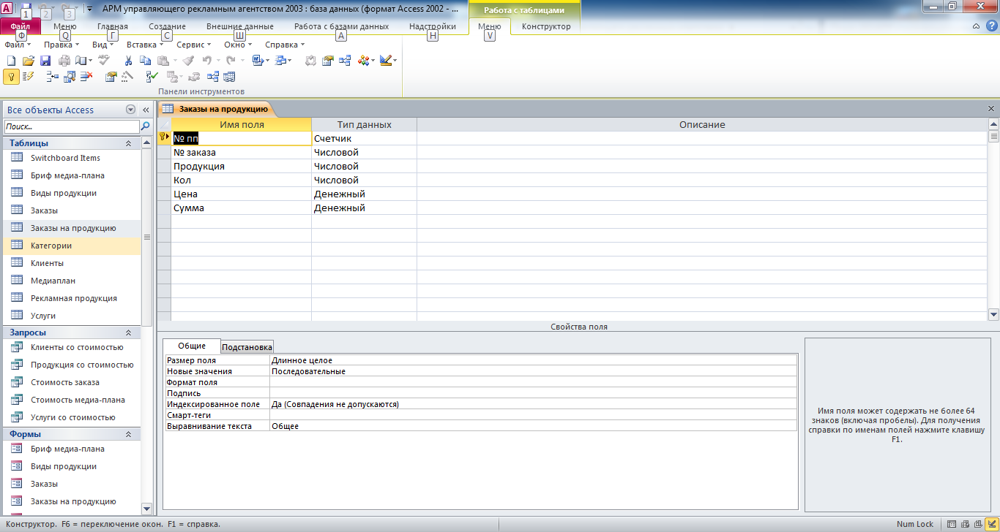 АРМ управляющего рекламным агентством 2003 : база данных (формат Access 2002 - ...
Работа с таблицами
1 2 3
Файл Меню Главная Создание Внешние данные Работа с базами данных Надстройки Меню Конструктор
Ф Q Г С Ш А Н V
Файл Правка Вид Вставка Сервис Окно Справка
Панели инструментов
Все объекты Access
Поиск...
Таблицы
Switchboard Items
Бриф медиа-плана
Виды продукции
Заказы
Заказы на продукцию
Категории
Клиенты
Медиаплан
Рекламная продукция
Услуги
Запросы
Клиенты со стоимостью
Продукция со стоимостью
Стоимость заказа
Стоимость медиа-плана
Услуги со стоимостью
Формы
Бриф медиа-плана
Виды продукции
Заказы
Заказы на продукцию
Заказы на продукцию
Имя поля Тип данных Описание
№ пп Счетчик
№ заказа Числовой
Продукция Числовой
Кол Числовой
Цена Денежный
Сумма Денежный
Свойства поля
Общие Подстановка
Размер поля Длинное целое
Новые значения Последовательные
Формат поля
Подпись
Индексированное поле Да (Совпадения не допускаются)
Смарт-теги
Выравнивание текста Общее
Имя поля может содержать не более 64
знаков (включая пробелы). Для получения
справки по именам полей нажмите клавишу
F1.
Конструктор. F6 = переключение окон. F1 = справка.
Num Lock